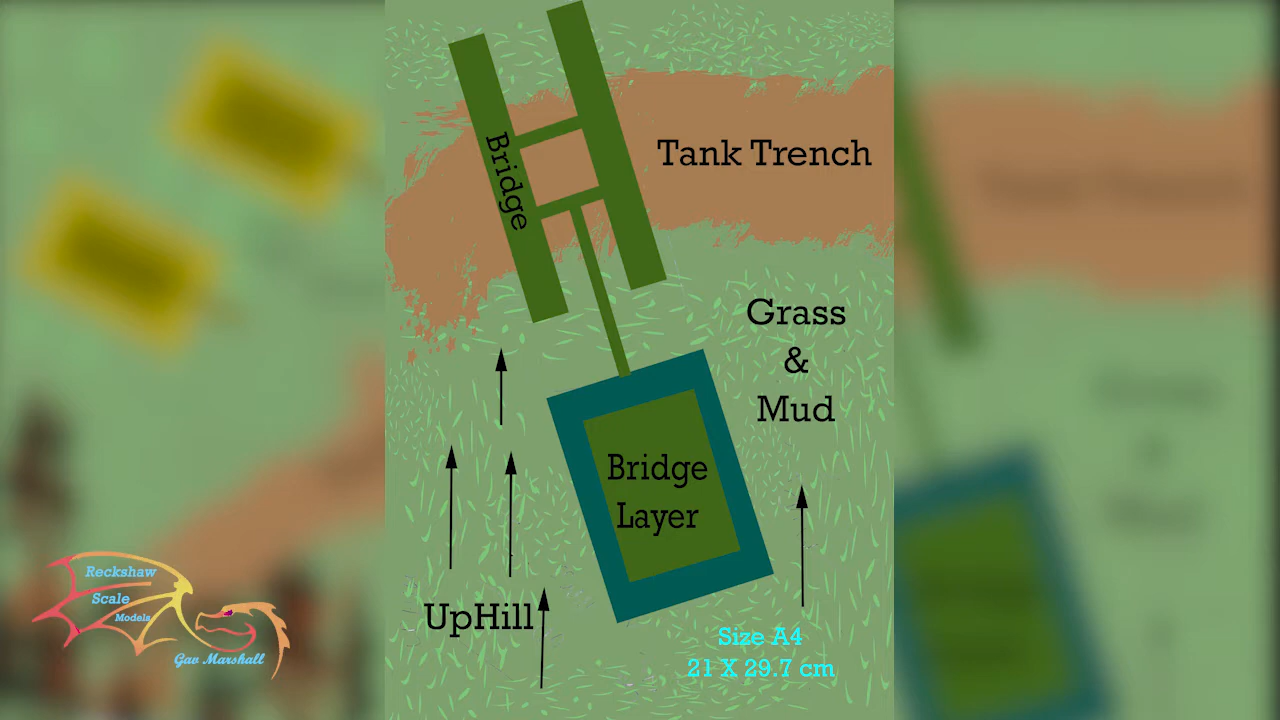 Bridge
Tank Trench
Grass
&
Mud
Bridge
Layer
UpHill
Size A4
21 X 29.7 cm
Reckshaw
Scale
Models
Gav Marshall